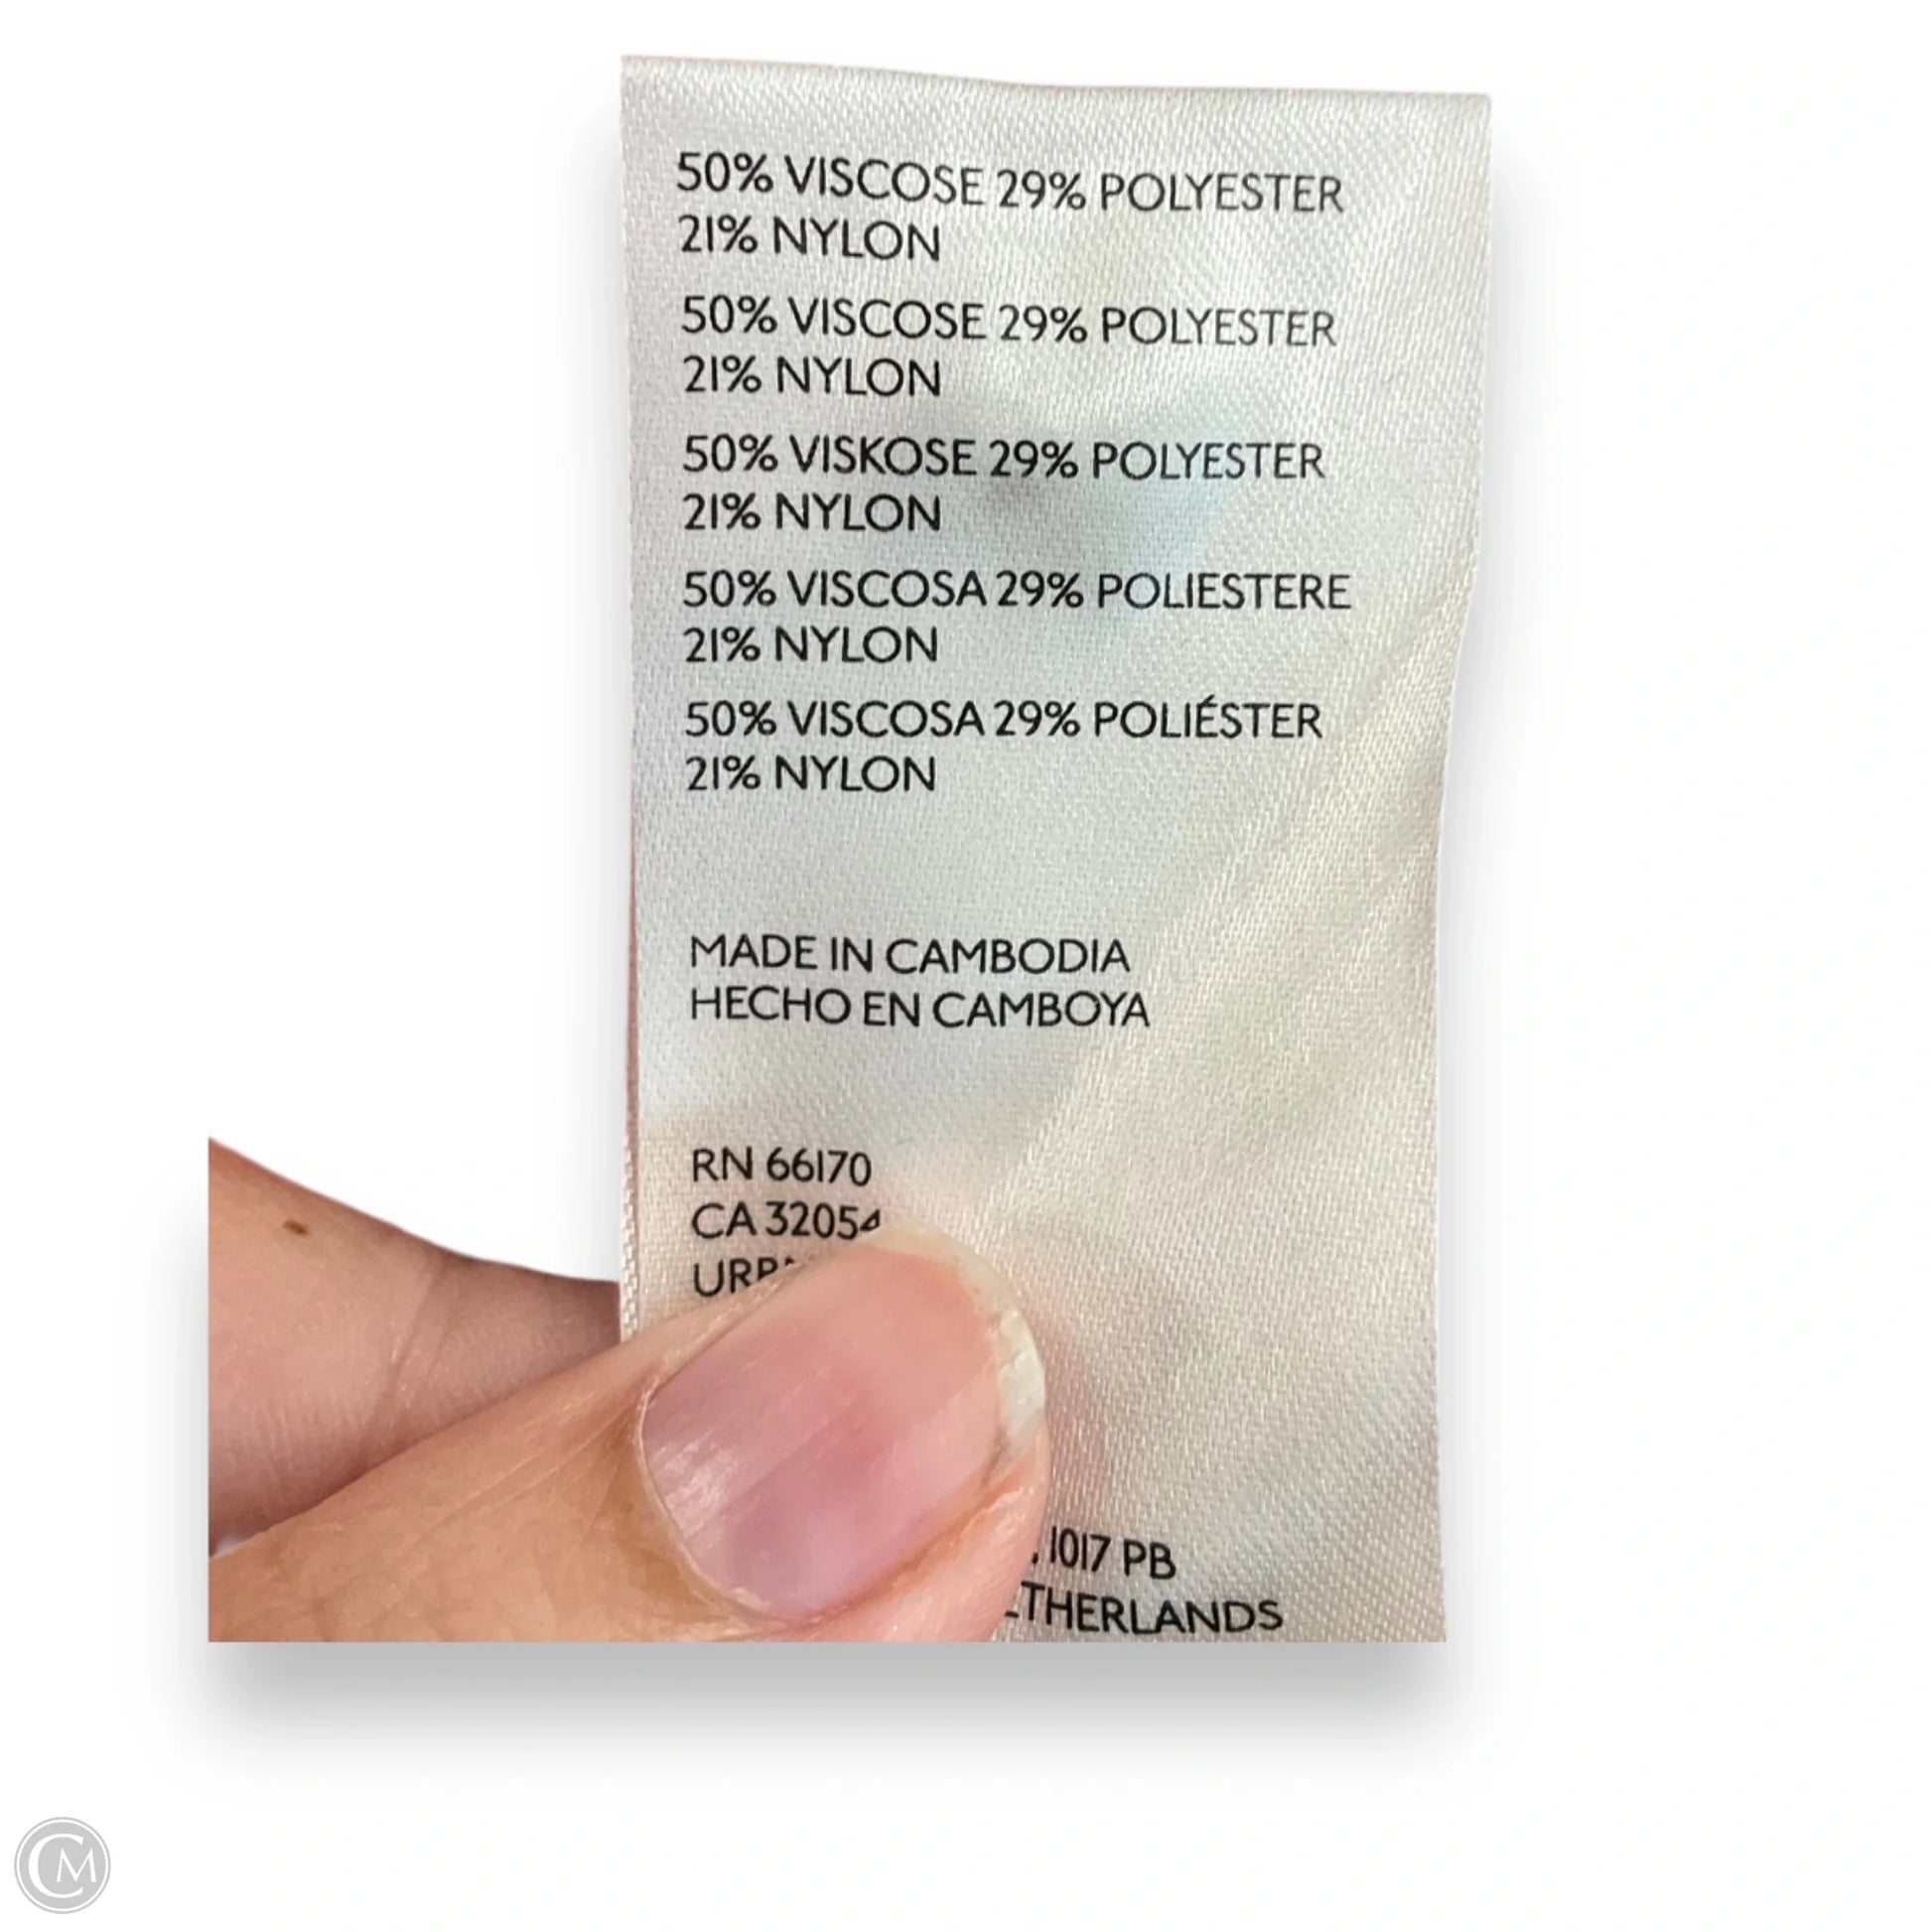 50% VISCOSE 29% POLYESTER
21% NYLON
50% VISCOSE 29% POLYESTER
21% NYLON
50% VISKOSE 29% POLYESTER
21% NYLON
50% VISCOSA 29% POLIESTERE
21% NYLON
50% VISCOSA 29% POLIÉSTER
21% NYLON
MADE IN CAMBODIA
HECHO EN CAMBOYA
RN 66170
CA 32054
1017 PB
CM